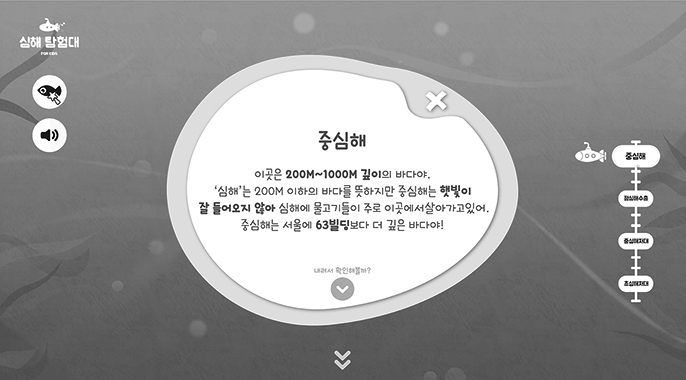 심해 탐험대
FOR KIDS
중심해
이곳은 200M~1000M 깊이의 바다야.
‘심해’는 200M 이하의 바다를 뜻하지만 중심해는 햇빛이
잘 들어오지 않아 심해에 물고기들이 주로 이곳에서살아가고있어.
중심해는 서울에 63빌딩보다 더 깊은 바다야!
내려서 확인해볼까?
중심해
점심해수층
중심해저대
초심해저대